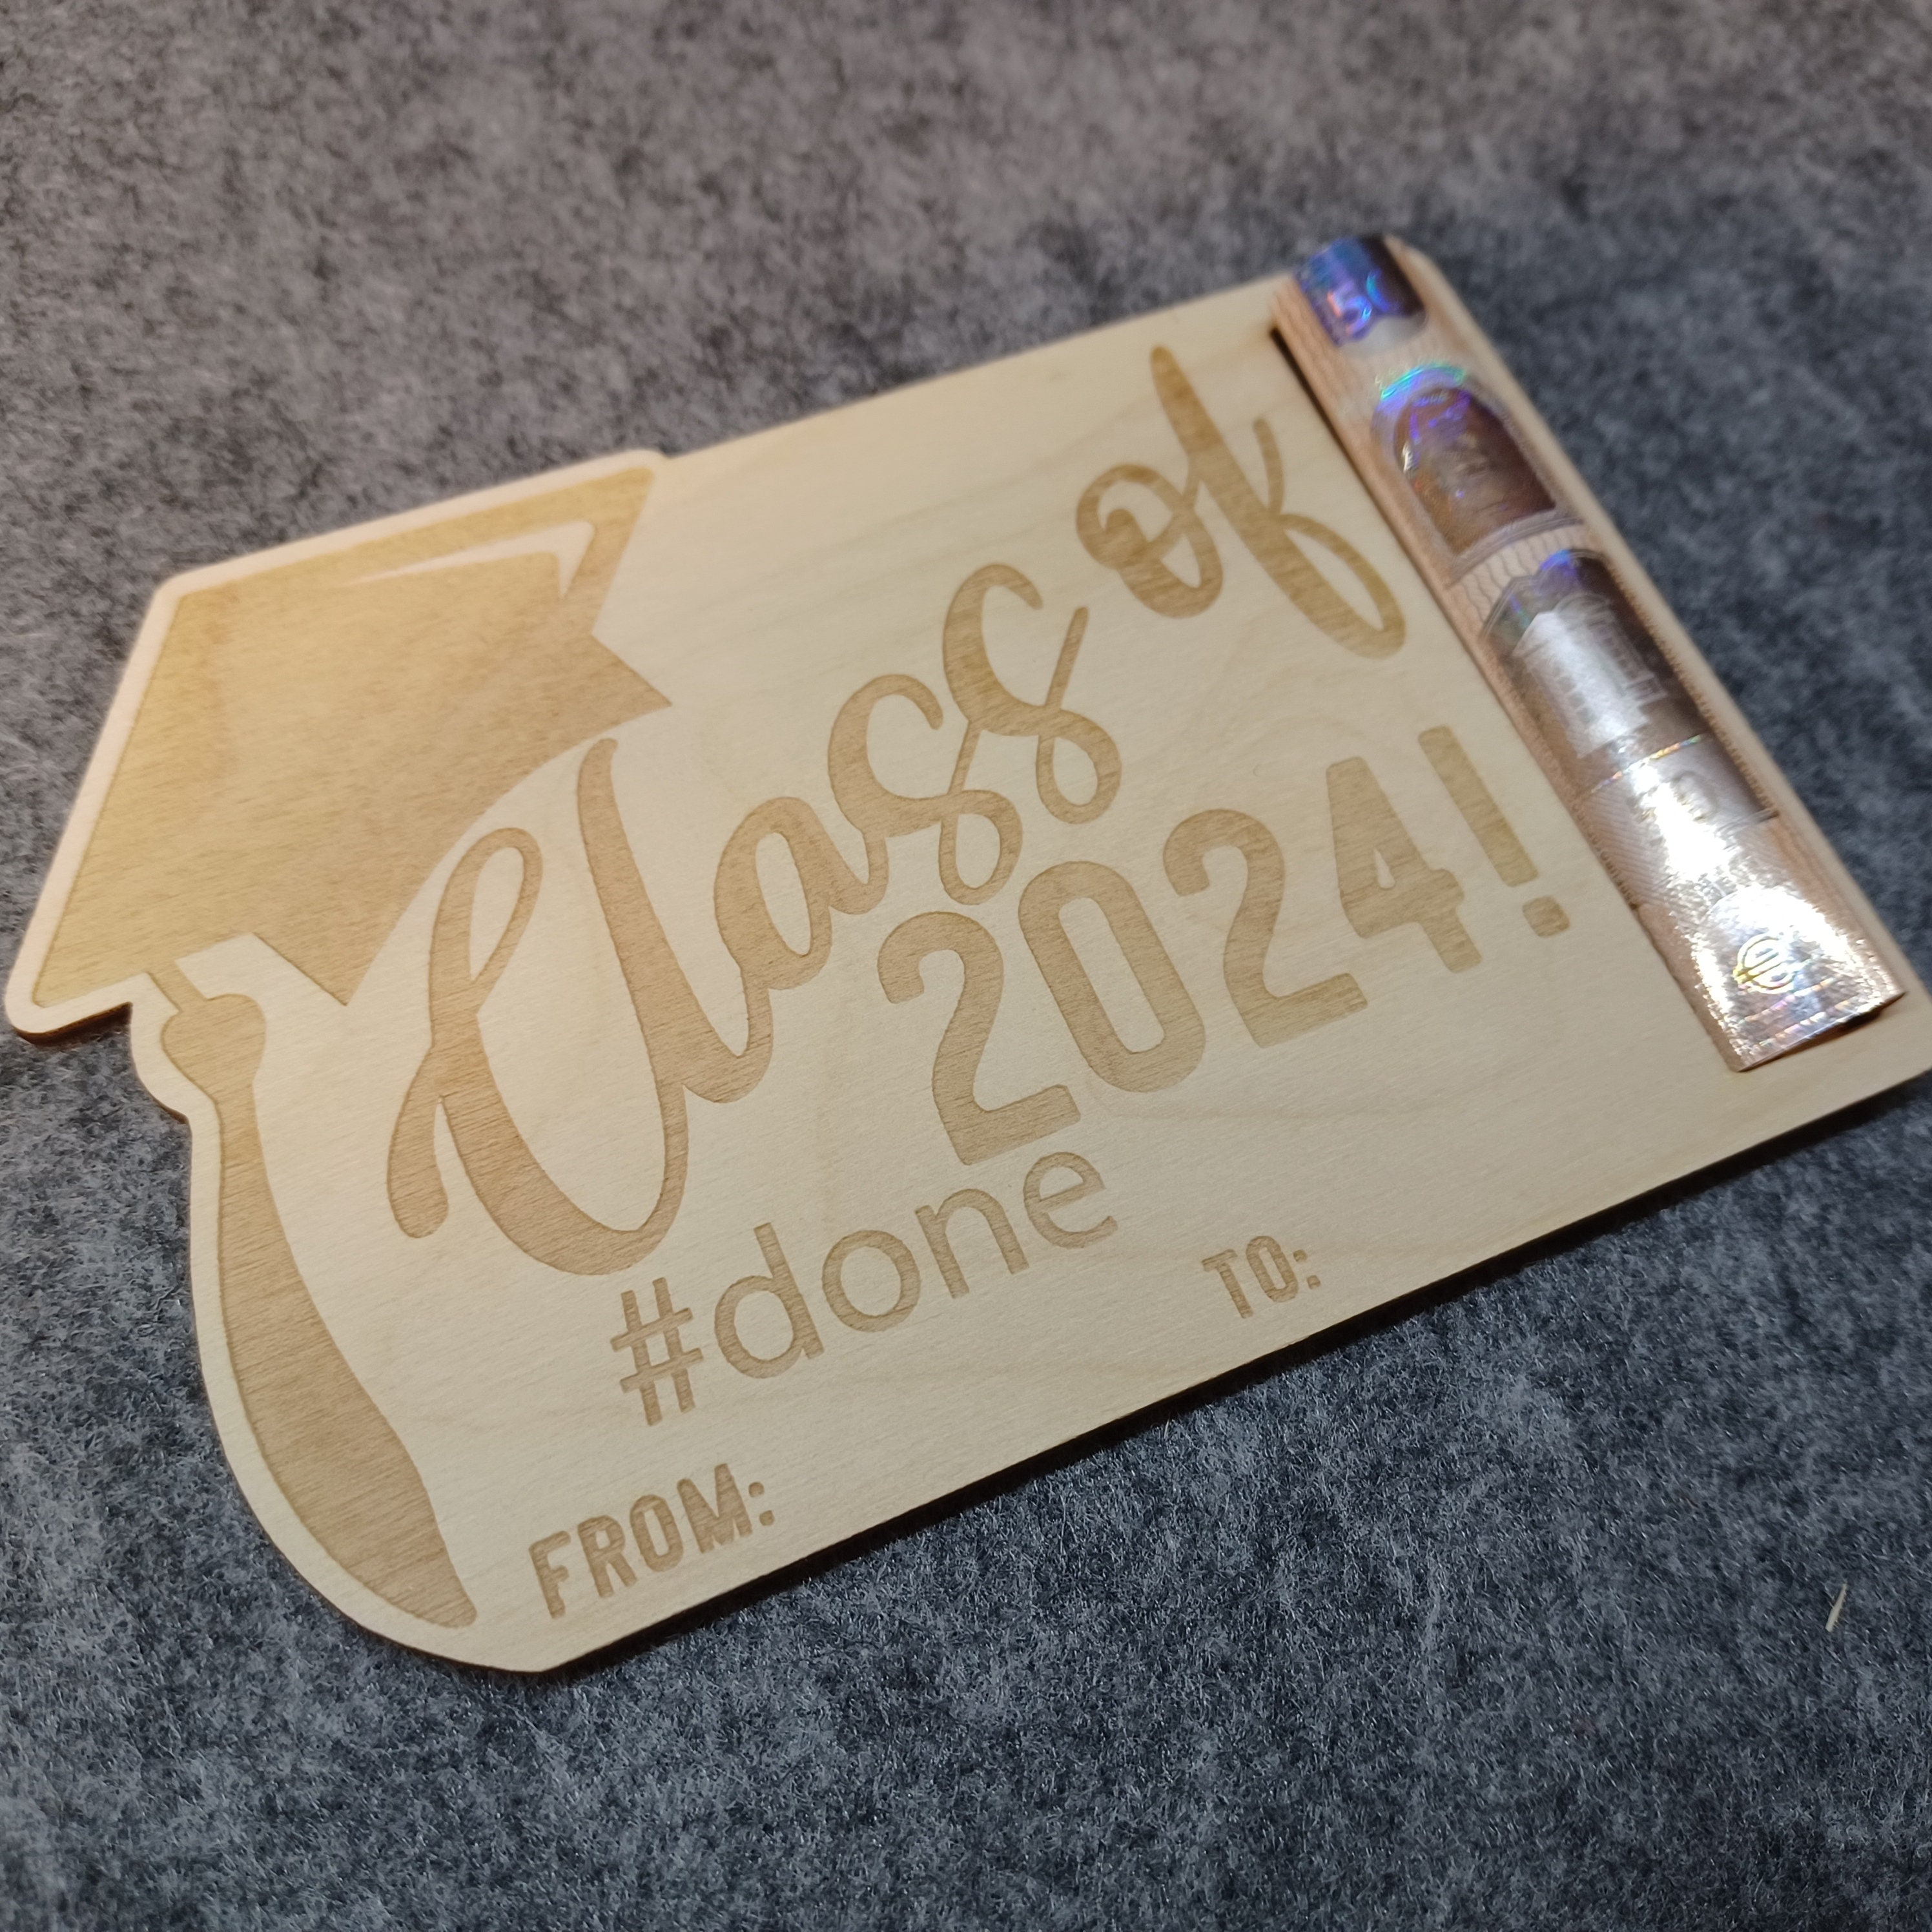 Class of
2024!
#done
FROM:
TO: